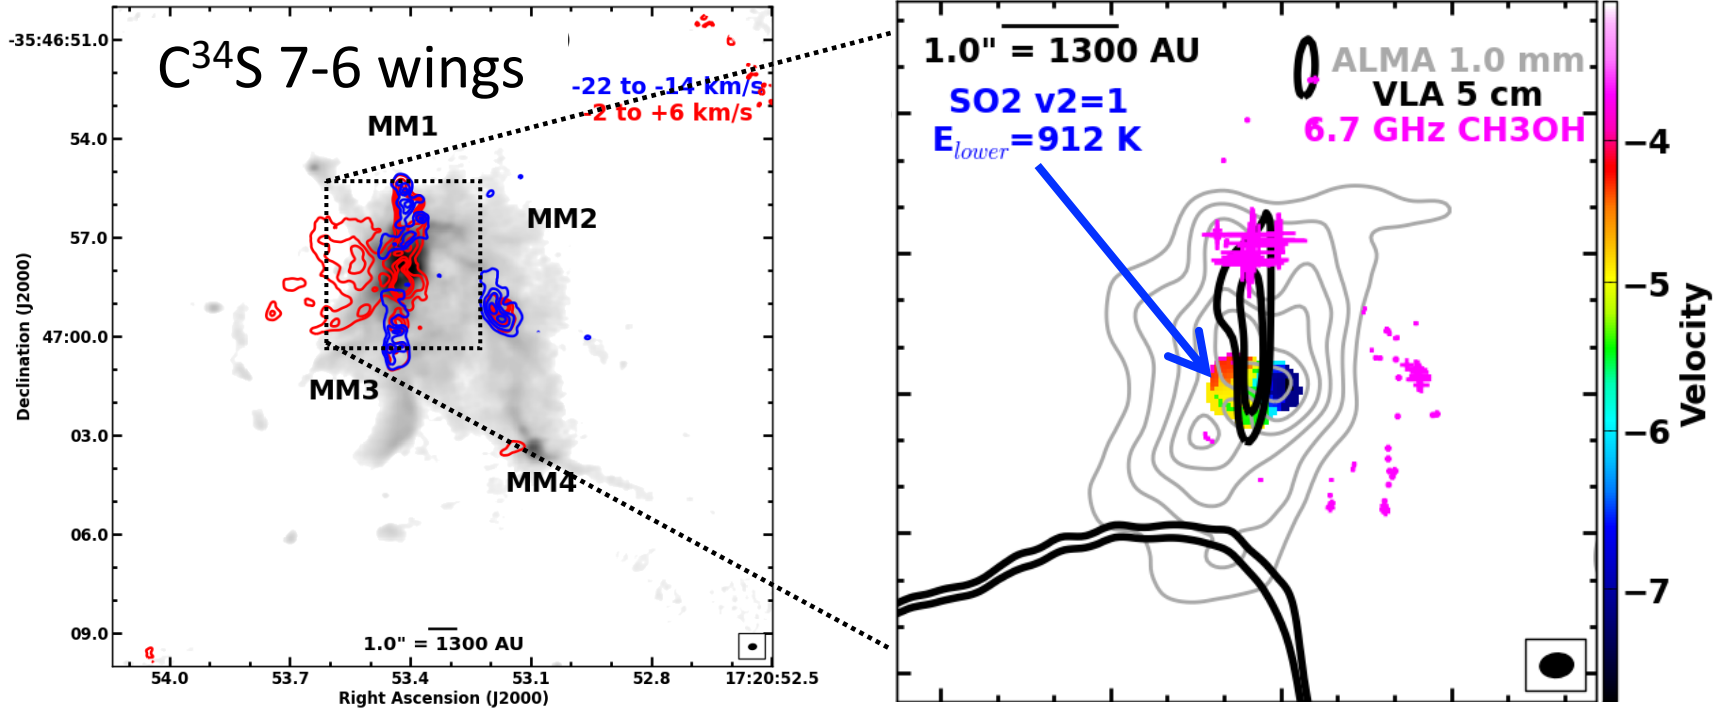 C³⁴S 7-6 wings
-22 to -14 km/s
-2 to +6 km/s
MM1
MM2
MM3
MM4
1.0" = 1300 AU
-35:46:51.0
54.0
57.0
47:00.0
03.0
06.0
09.0
Declination (J2000)
54.0 53.7 53.4 53.1 52.8 17:20:52.5
Right Ascension (J2000)
1.0" = 1300 AU
SO2 v2=1
E_lower=912 K
ALMA 1.0 mm
VLA 5 cm
6.7 GHz CH3OH
−4
−5
−6
−7
Velocity